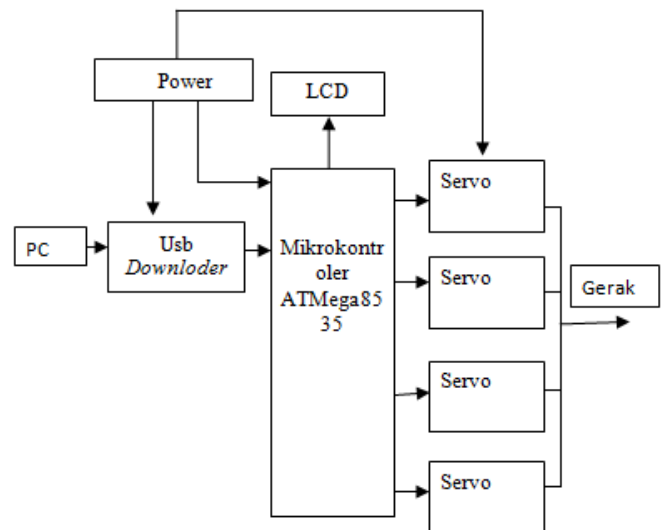 Power
LCD
Servo
PC
Usb
Downloder
Mikrokontr
oler
ATMega85
35
Servo
Gerak
Servo
Servo